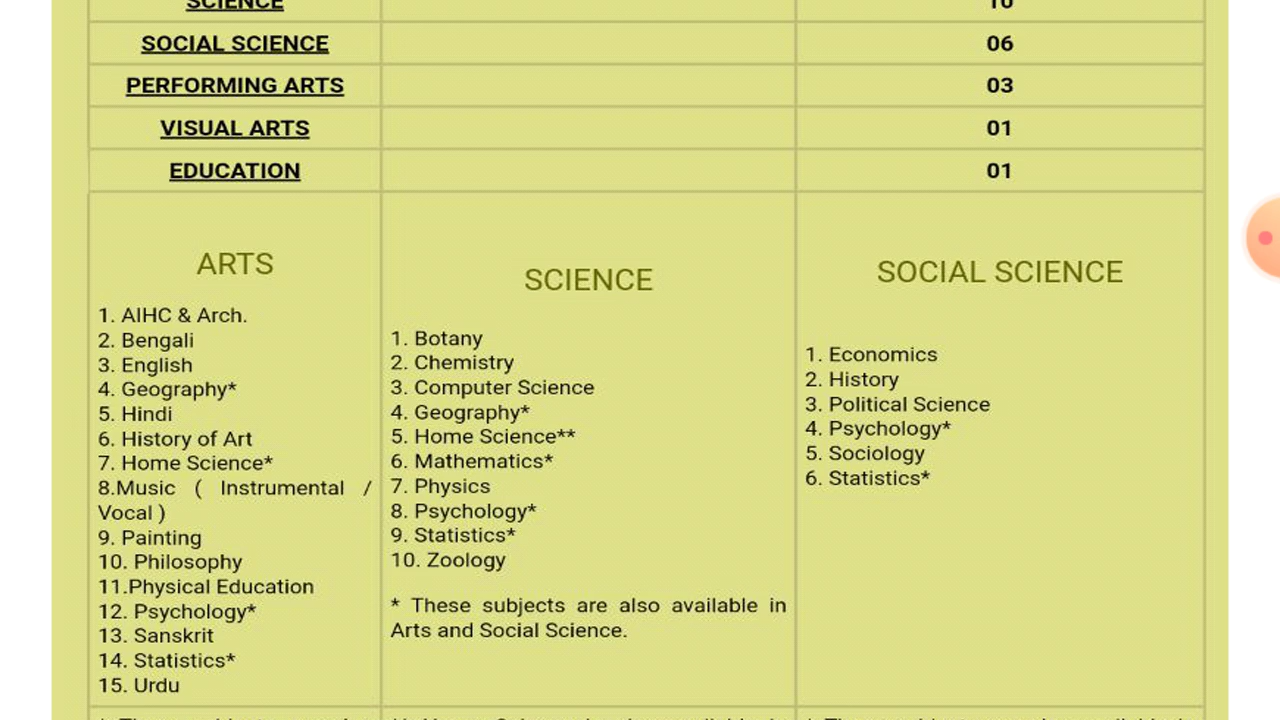 SCIENCE 10
SOCIAL SCIENCE 06
PERFORMING ARTS 03
VISUAL ARTS 01
EDUCATION 01
ARTS
1. AIHC & Arch.
2. Bengali
3. English
4. Geography*
5. Hindi
6. History of Art
7. Home Science*
8.Music ( Instrumental /
Vocal )
9. Painting
10. Philosophy
11.Physical Education
12. Psychology*
13. Sanskrit
14. Statistics*
15. Urdu
SCIENCE
1. Botany
2. Chemistry
3. Computer Science
4. Geography*
5. Home Science**
6. Mathematics*
7. Physics
8. Psychology*
9. Statistics*
10. Zoology
* These subjects are also available in
Arts and Social Science.
SOCIAL SCIENCE
1. Economics
2. History
3. Political Science
4. Psychology*
5. Sociology
6. Statistics*